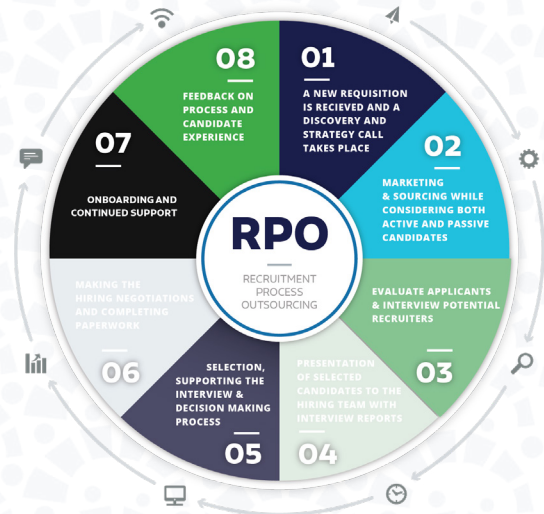 08
FEEDBACK ON
PROCESS AND
CANDIDATE
EXPERIENCE
01
A NEW REQUISITION
IS RECIEVED AND A
DISCOVERY AND
STRATEGY CALL
TAKES PLACE
07
ONBOARDING AND
CONTINUED SUPPORT
02
MARKETING
& SOURCING WHILE
CONSIDERING BOTH
ACTIVE AND PASSIVE
CANDIDATES
RPO
RECRUITMENT
PROCESS
OUTSOURCING
MAKING THE
HIRING NEGOTIATIONS
AND COMPLETING
PAPERWORK
06
EVALUATE APPLICANTS
& INTERVIEW POTENTIAL
RECRUITERS
03
SELECTION,
SUPPORTING THE
INTERVIEW &
DECISION MAKING
PROCESS
05
PRESENTATION
OF SELECTED
CANDIDATES TO THE
HIRING TEAM WITH
INTERVIEW REPORTS
04